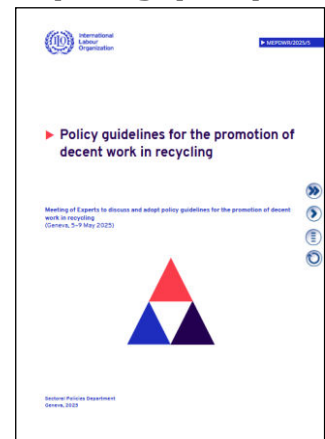 International
Labour
Organization
MEPDWR/2025/5
Policy guidelines for the promotion of
decent work in recycling
Meeting of Experts to discuss and adopt policy guidelines for the promotion of decent
work in recycling
(Geneva, 5–9 May 2025)
Sectoral Policies Department
Geneva, 2025